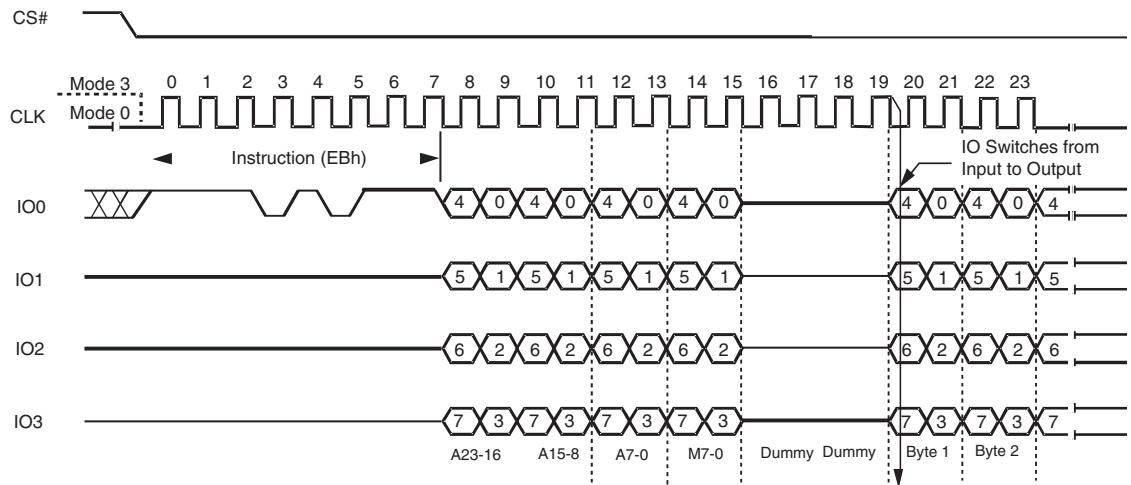 CS#
Mode 3 0 1 2 3 4 5 6 7 8 9 10 11 12 13 14 15 16 17 18 19 20 21 22 23
CLK
Mode 0
Instruction (EBh)
IO Switches from
Input to Output
IO0 4 0 4 0 4 0 4 0 4 0 4 0 4
IO1 5 1 5 1 5 1 5 1 5 1 5 1 5
IO2 6 2 6 2 6 2 6 2 6 2 6 2 6
IO3 7 3 7 3 7 3 7 3 7 3 7 3 7
A23-16 A15-8 A7-0 M7-0 Dummy Dummy Byte 1 Byte 2